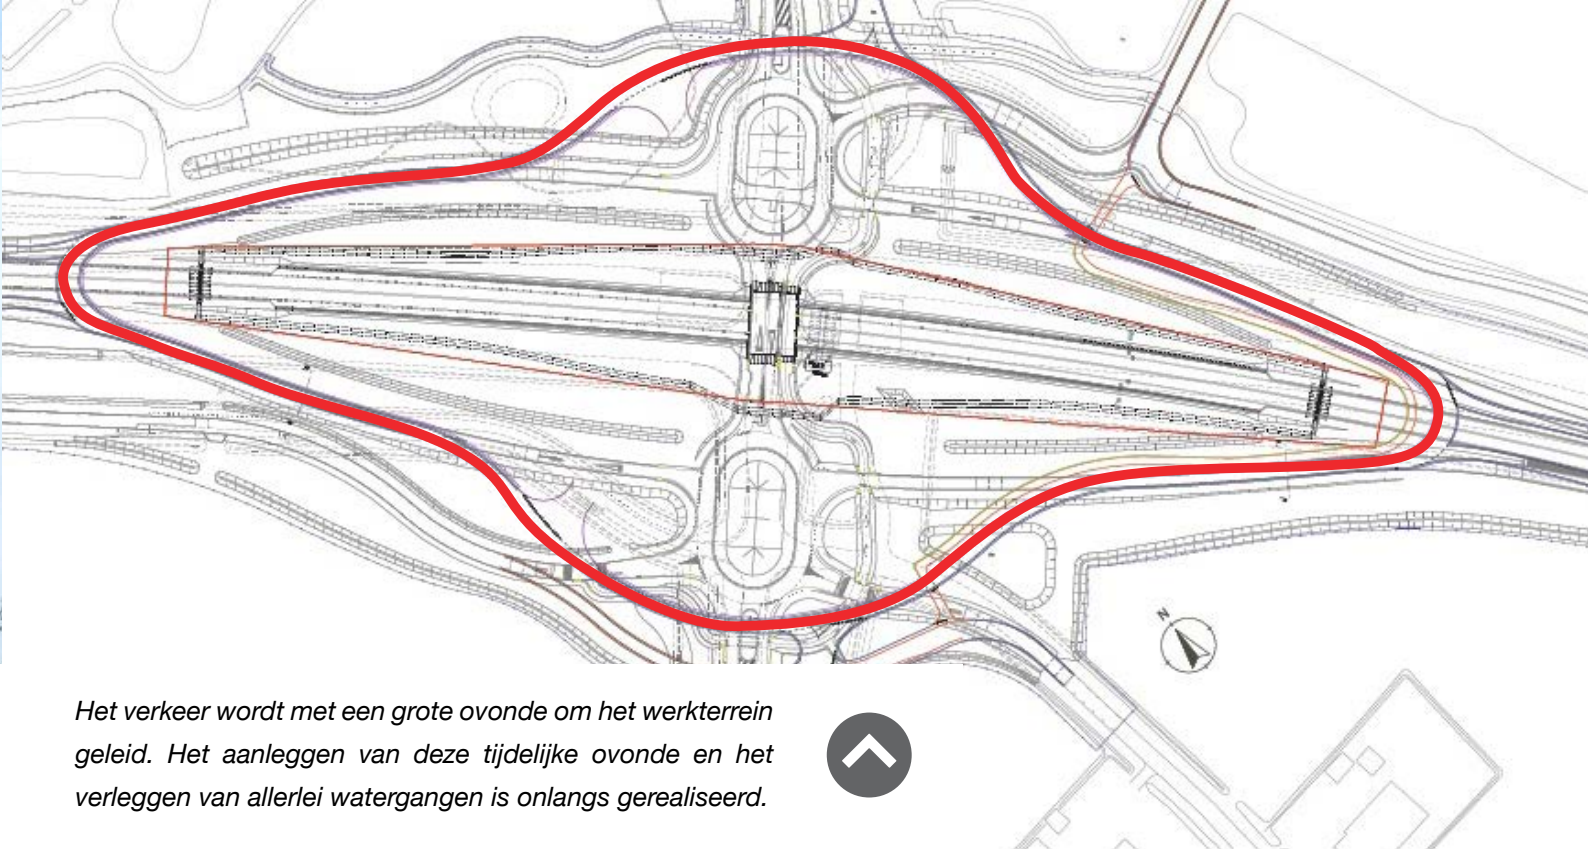 N
Het verkeer wordt met een grote ovonde om het werkterrein
geleid. Het aanleggen van deze tijdelijke ovonde en het
verleggen van allerlei watergangen is onlangs gerealiseerd.